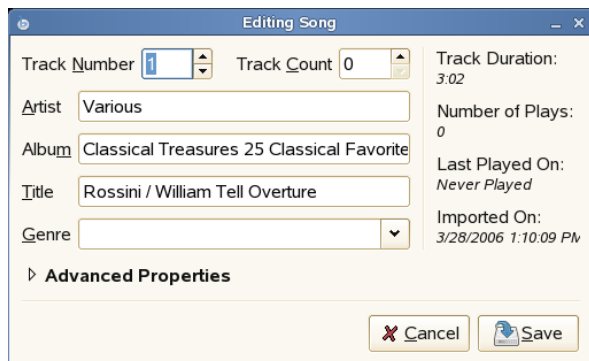 Editing Song
Track Number 1 Track Count 0
Artist Various
Album Classical Treasures 25 Classical Favorite
Title Rossini / William Tell Overture
Genre
Advanced Properties
Track Duration:
3:02
Number of Plays:
0
Last Played On:
Never Played
Imported On:
3/28/2006 1:10:09 PM
Cancel Save